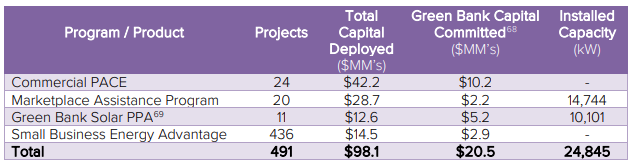 Program / Product Projects Total Capital Deployed ($MM's) Green Bank Capital Committed68 ($MM's) Installed Capacity (kW)
Commercial PACE 24 $42.2 $10.2 -
Marketplace Assistance Program 20 $28.7 $2.2 14,744
Green Bank Solar PPA69 11 $12.6 $5.2 10,101
Small Business Energy Advantage 436 $14.5 $2.9 -
Total 491 $98.1 $20.5 24,845